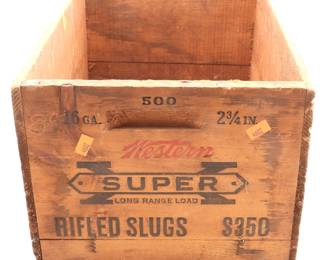 500
16 GA. 2¾ IN.
Western
SUPER X
LONG RANGE LOAD
RIFLED SLUGS S350